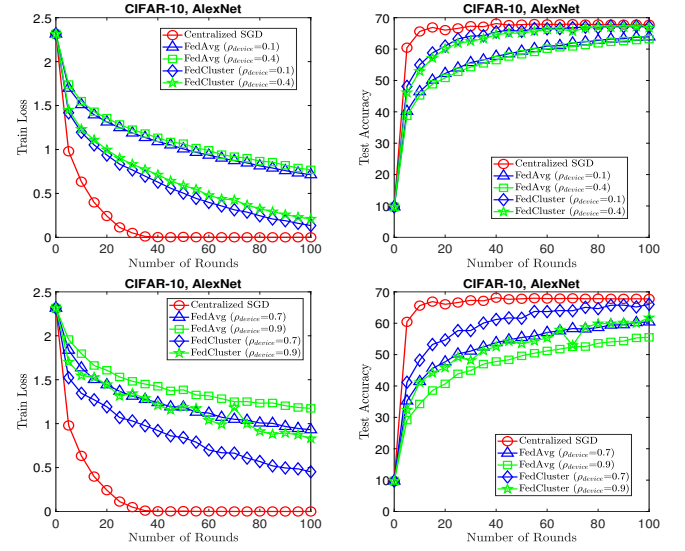 CIFAR-10, AlexNet
2.5
2
1.5
1
0.5
0
Train Loss
0 20 40 60 80 100
Number of Rounds
Centralized SGD
FedAvg (ρdevice=0.1)
FedAvg (ρdevice=0.4)
FedCluster (ρdevice=0.1)
FedCluster (ρdevice=0.4)
CIFAR-10, AlexNet
70
60
50
40
30
20
10
0
Test Accuracy
0 20 40 60 80 100
Number of Rounds
Centralized SGD
FedAvg (ρdevice=0.1)
FedAvg (ρdevice=0.4)
FedCluster (ρdevice=0.1)
FedCluster (ρdevice=0.4)
CIFAR-10, AlexNet
2.5
2
1.5
1
0.5
0
Train Loss
0 20 40 60 80 100
Number of Rounds
Centralized SGD
FedAvg (ρdevice=0.7)
FedAvg (ρdevice=0.9)
FedCluster (ρdevice=0.7)
FedCluster (ρdevice=0.9)
CIFAR-10, AlexNet
70
60
50
40
30
20
10
0
Test Accuracy
0 20 40 60 80 100
Number of Rounds
Centralized SGD
FedAvg (ρdevice=0.7)
FedAvg (ρdevice=0.9)
FedCluster (ρdevice=0.7)
FedCluster (ρdevice=0.9)